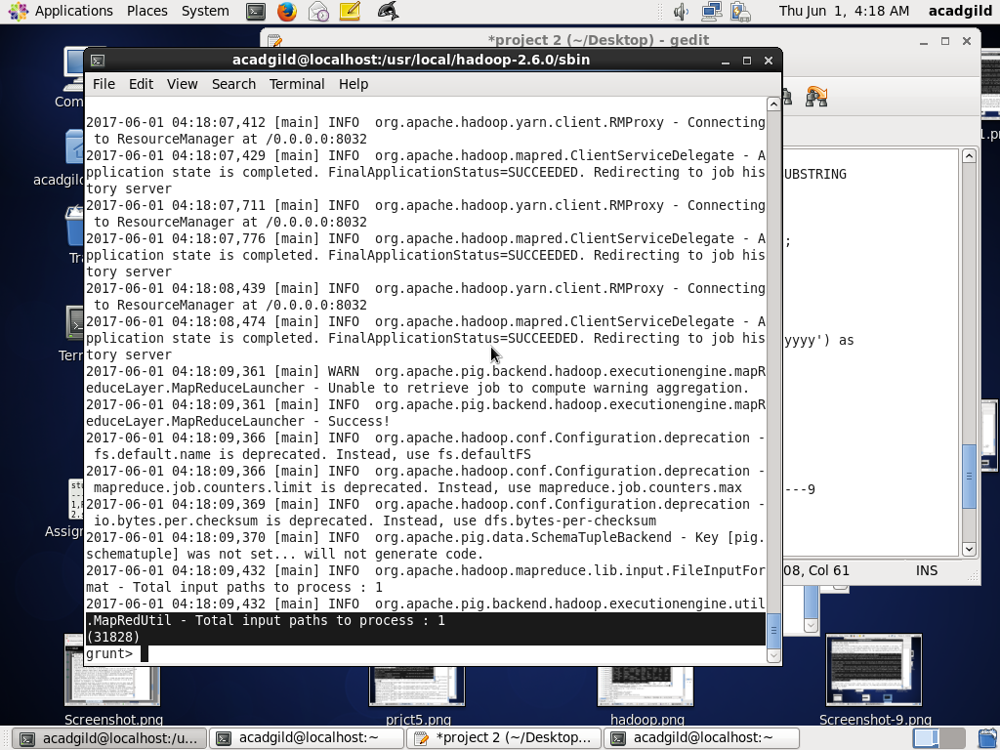 Applications Places System Thu Jun 1, 4:18 AM acadgild
*project 2 (~/Desktop) - gedit
acadgild@localhost:/usr/local/hadoop-2.6.0/sbin
File Edit View Search Terminal Help
2017-06-01 04:18:07,412 [main] INFO  org.apache.hadoop.yarn.client.RMProxy - Connecting
 to ResourceManager at /0.0.0.0:8032
2017-06-01 04:18:07,429 [main] INFO  org.apache.hadoop.mapred.ClientServiceDelegate - A
pplication state is completed. FinalApplicationStatus=SUCCEEDED. Redirecting to job his
tory server
2017-06-01 04:18:07,711 [main] INFO  org.apache.hadoop.yarn.client.RMProxy - Connecting
 to ResourceManager at /0.0.0.0:8032
2017-06-01 04:18:07,776 [main] INFO  org.apache.hadoop.mapred.ClientServiceDelegate - A
pplication state is completed. FinalApplicationStatus=SUCCEEDED. Redirecting to job his
tory server
2017-06-01 04:18:08,439 [main] INFO  org.apache.hadoop.yarn.client.RMProxy - Connecting
 to ResourceManager at /0.0.0.0:8032
2017-06-01 04:18:08,474 [main] INFO  org.apache.hadoop.mapred.ClientServiceDelegate - A
pplication state is completed. FinalApplicationStatus=SUCCEEDED. Redirecting to job his
tory server
2017-06-01 04:18:09,361 [main] WARN  org.apache.pig.backend.hadoop.executionengine.mapR
educeLayer.MapReduceLauncher - Unable to retrieve job to compute warning aggregation.
2017-06-01 04:18:09,361 [main] INFO  org.apache.pig.backend.hadoop.executionengine.mapR
educeLayer.MapReduceLauncher - Success!
2017-06-01 04:18:09,366 [main] INFO  org.apache.hadoop.conf.Configuration.deprecation -
 fs.default.name is deprecated. Instead, use fs.defaultFS
2017-06-01 04:18:09,366 [main] INFO  org.apache.hadoop.conf.Configuration.deprecation -
 mapreduce.job.counters.limit is deprecated. Instead, use mapreduce.job.counters.max
2017-06-01 04:18:09,369 [main] INFO  org.apache.hadoop.conf.Configuration.deprecation -
 io.bytes.per.checksum is deprecated. Instead, use dfs.bytes-per-checksum
2017-06-01 04:18:09,370 [main] INFO  org.apache.pig.data.SchemaTupleBackend - Key [pig.
schematuple] was not set... will not generate code.
2017-06-01 04:18:09,432 [main] INFO  org.apache.hadoop.mapreduce.lib.input.FileInputFor
mat - Total input paths to process : 1
2017-06-01 04:18:09,432 [main] INFO  org.apache.pig.backend.hadoop.executionengine.util
.MapRedUtil - Total input paths to process : 1
(31828)
grunt>
UBSTRING
;
yyyy') as
---9
08, Col 61 INS
Com
acadgil
Tra
Term
Assign
1.pn
Screenshot.png prjct5.png hadoop.png Screenshot-9.png
acadgild@localhost:/u... acadgild@localhost:~ *project 2 (~/Desktop... acadgild@localhost:~